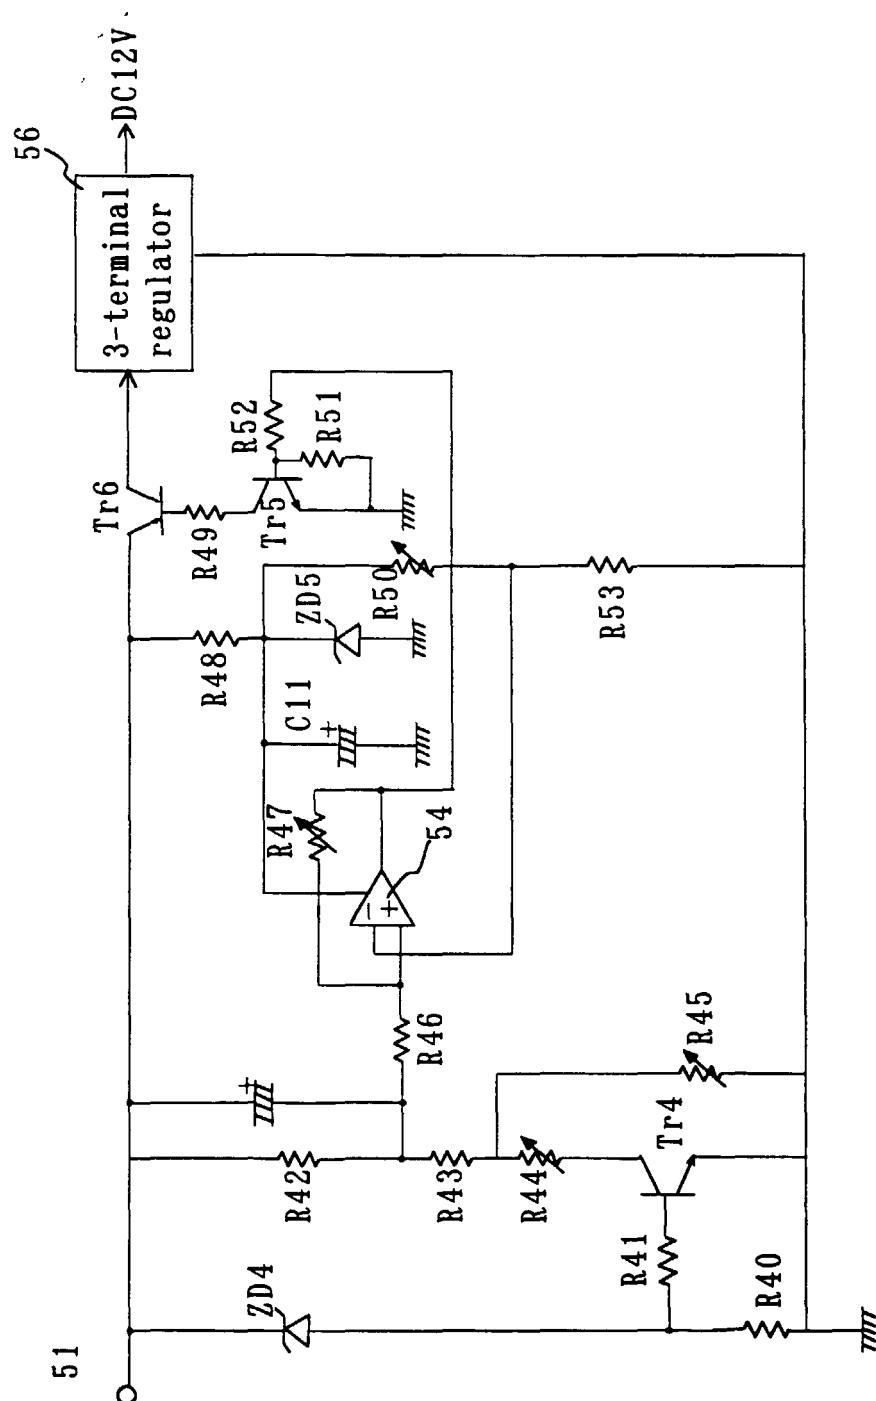 51
ZD4
R40
R41
R42
R43
R44
Tr4
R45
R46
R47
54
C11
R48
ZD5
R50
R53
R49
Tr5
Tr6
R52
R51
3-terminal
regulator
56
DC12V
+
+
−
+